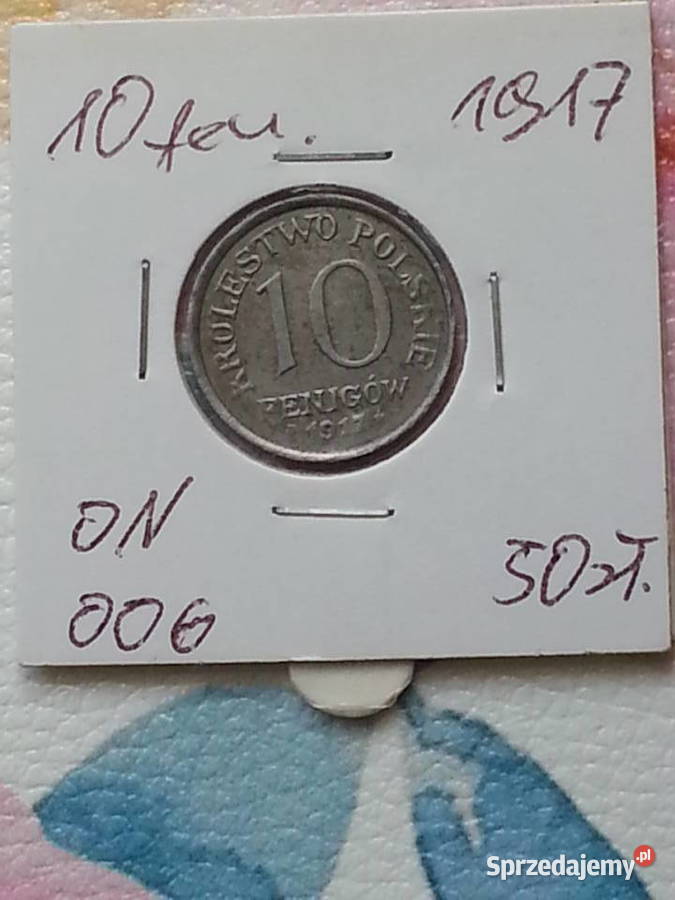 10 fen. 1917
KRÓLESTWO POLSKIE
10
FENIGÓW
1917
ON 50 zł.
006
Sprzedajemy.pl